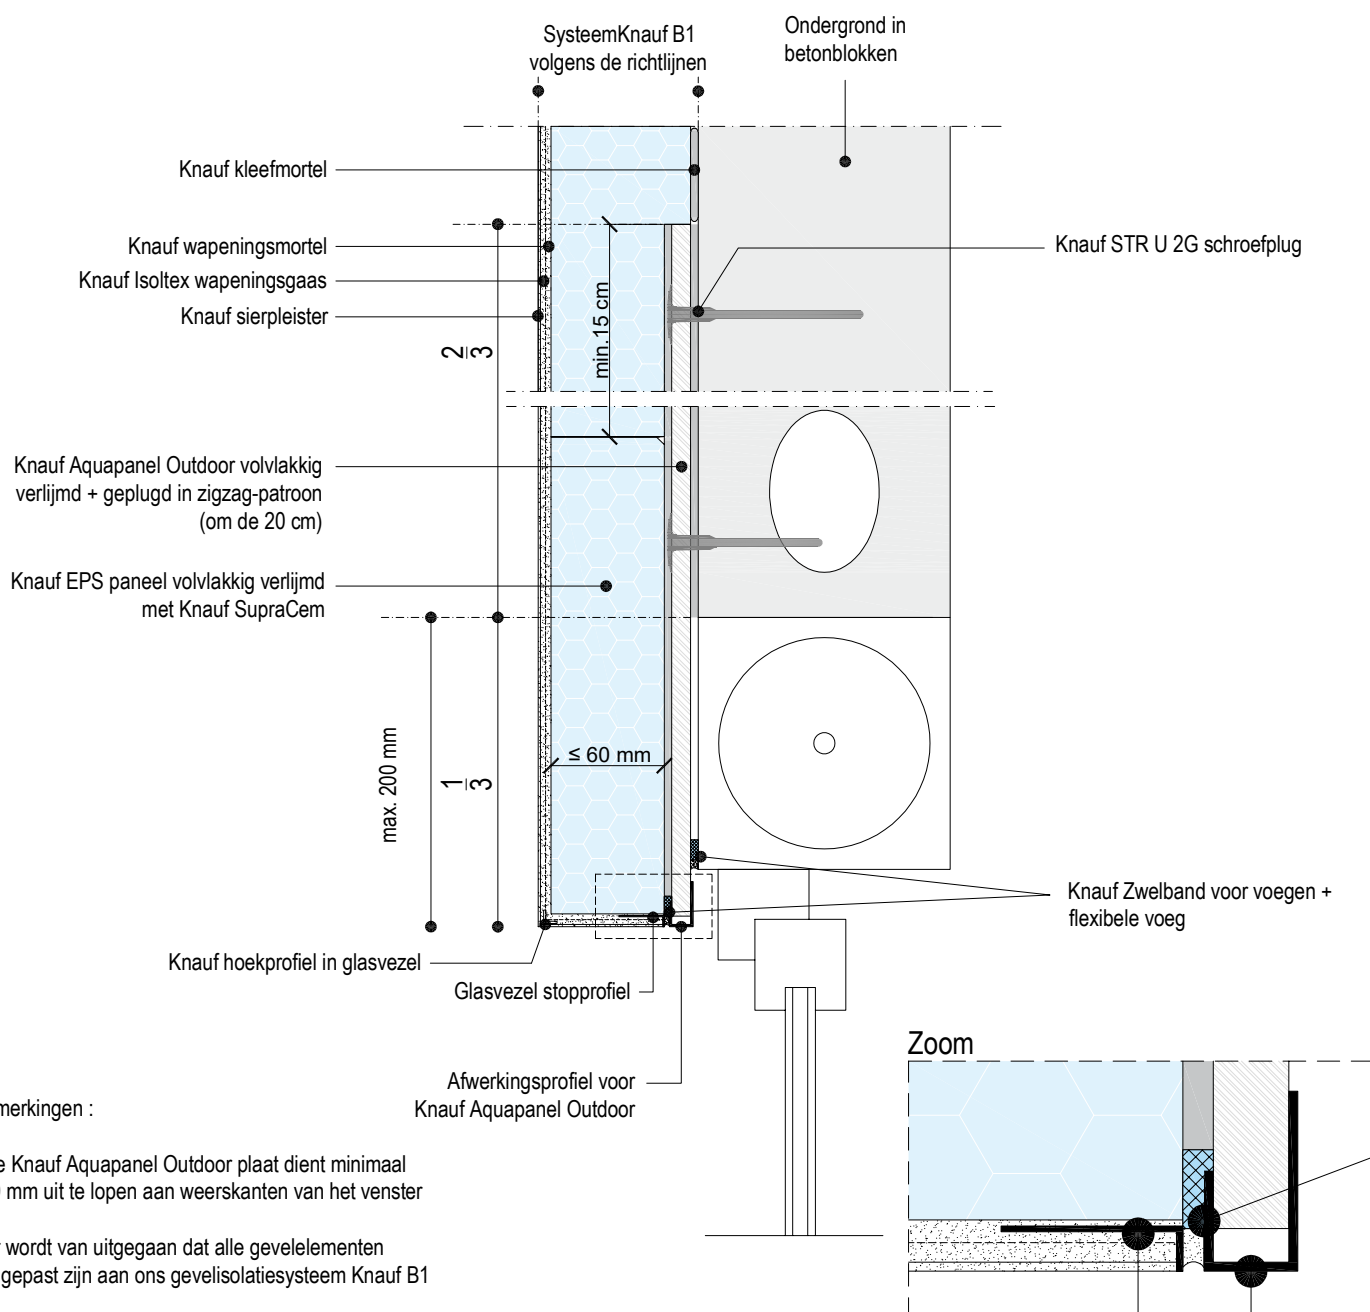 SysteemKnauf B1
volgens de richtlijnen
Ondergrond in
betonblokken
Knauf kleefmortel
Knauf wapeningsmortel
Knauf Isoltex wapeningsgaas
Knauf sierpleister
Knauf STR U 2G schroefplug
min.15 cm
2
3
Knauf Aquapanel Outdoor volvlakkig
verlijmd + geplugd in zigzag-patroon
(om de 20 cm)
Knauf EPS paneel volvlakkig verlijmd
met Knauf SupraCem
≤ 60 mm
max. 200 mm
1
3
Knauf Zwelband voor voegen +
flexibele voeg
Knauf hoekprofiel in glasvezel
Glasvezel stopprofiel
Afwerkingsprofiel voor
Knauf Aquapanel Outdoor
Zoom
merkingen :
Knauf Aquapanel Outdoor plaat dient minimaal
mm uit te lopen aan weerskanten van het venster
wordt van uitgegaan dat alle gevelelementen
gepast zijn aan ons gevelisolatiesysteem Knauf B1